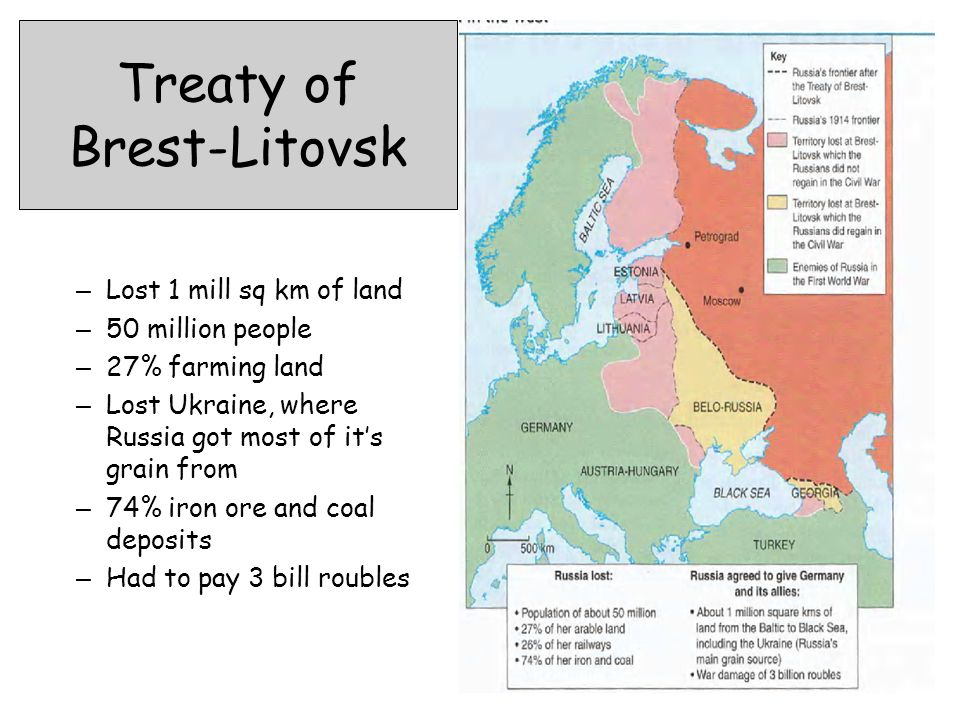 Treaty of
Brest-Litovsk
– Lost 1 mill sq km of land
– 50 million people
– 27% farming land
– Lost Ukraine, where
Russia got most of it's
grain from
– 74% iron ore and coal
deposits
– Had to pay 3 bill roubles
in the West
Key
Russia's frontier after
the Treaty of Brest-
Litovsk
Russia's 1914 frontier
Territory lost at Brest-
Litovsk which the
Russians did not
regain in the Civil War
Territory lost at Brest-
Litovsk which the
Russians did regain in
the Civil War
Enemies of Russia in
the First World War
BALTIC SEA
Petrograd
ESTONIA
Moscow
LATVIA
LITHUANIA
BELO-RUSSIA
GERMANY
AUSTRIA-HUNGARY
N
BLACK SEA
GEORGIA
0 500 km
TURKEY
Russia lost:
• Population of about 50 million
• 27% of her arable land
• 26% of her railways
• 74% of her iron and coal
Russia agreed to give Germany
and its allies:
• About 1 million square kms of
land from the Baltic to Black Sea,
including the Ukraine (Russia's
main grain source)
• War damage of 3 billion roubles